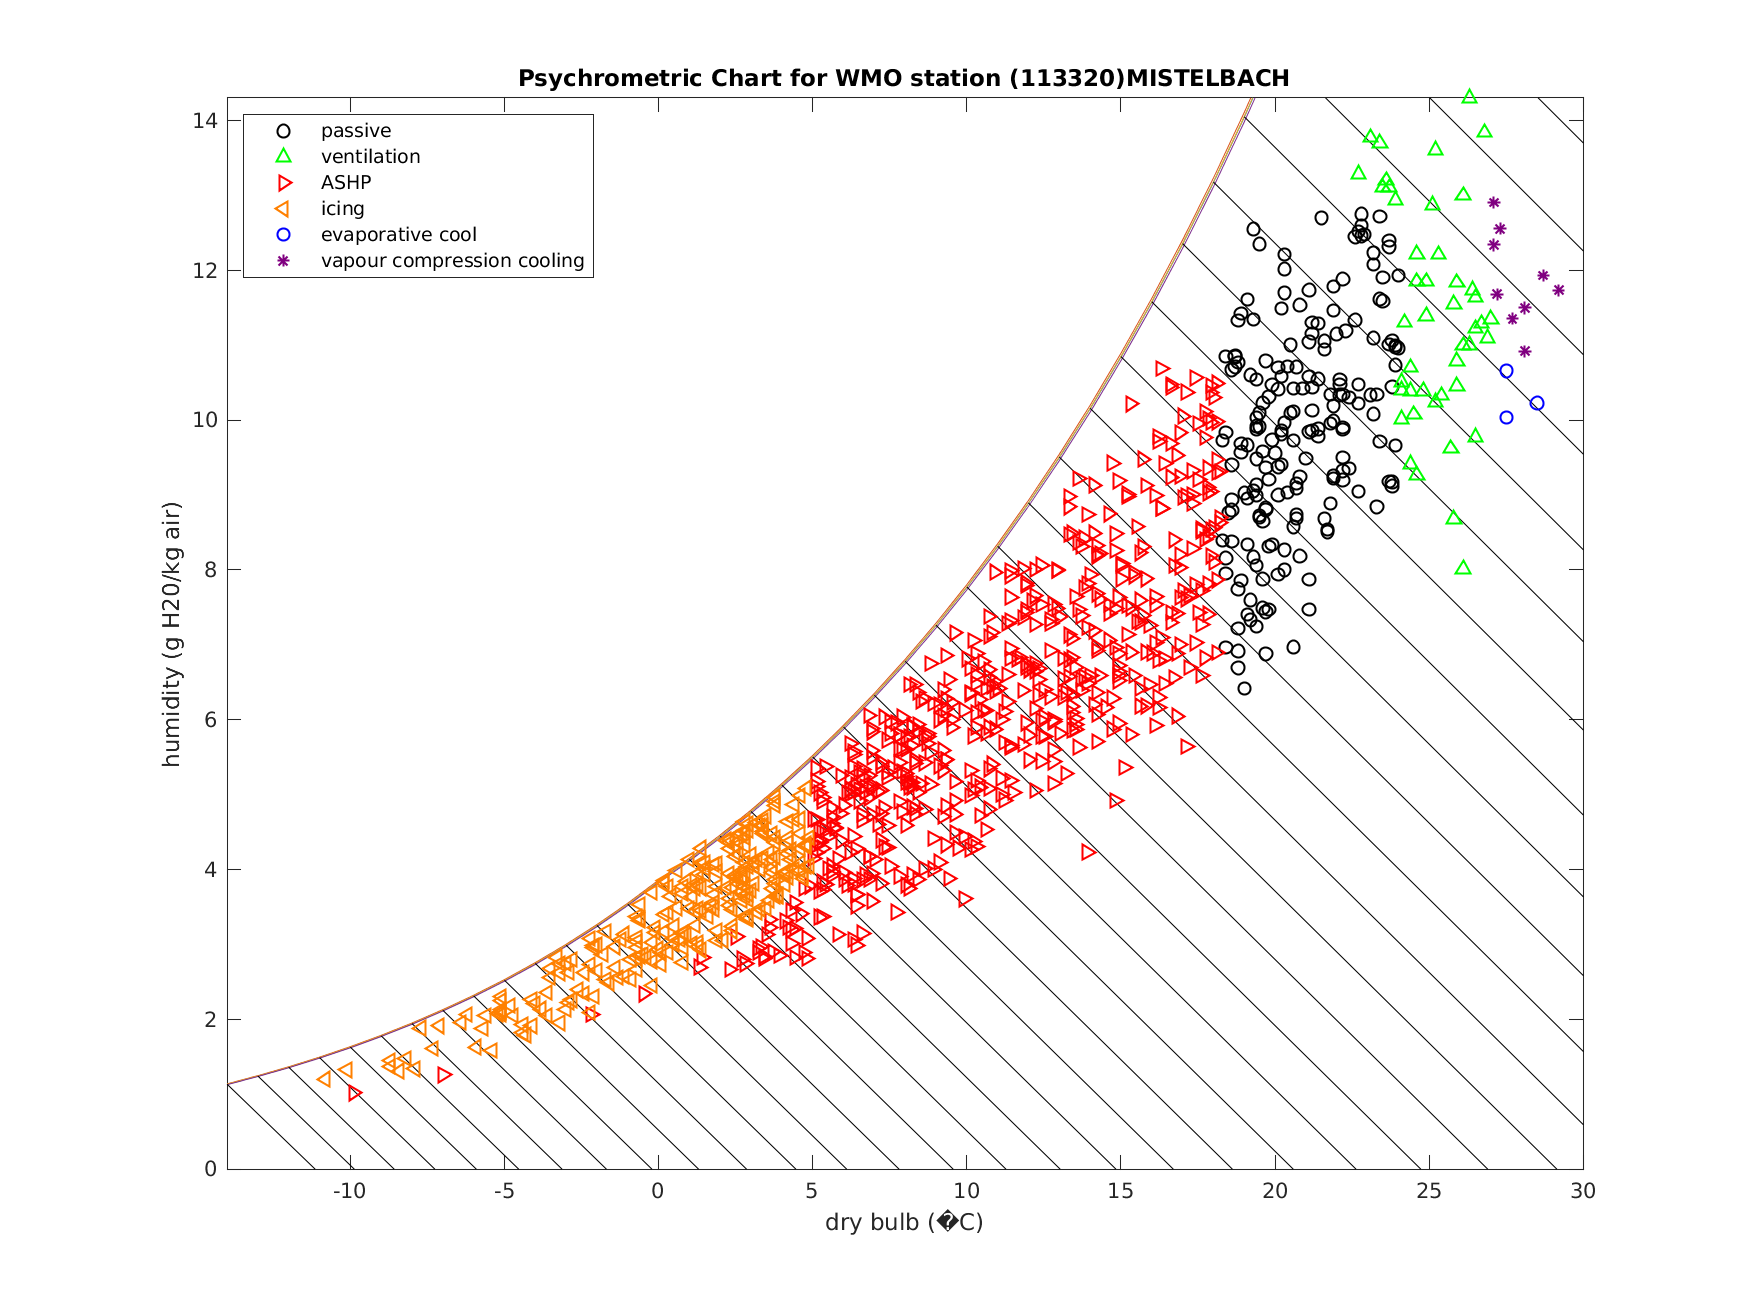 Psychrometric Chart for WMO station (113320)MISTELBACH
14
12
10
8
6
4
2
0
humidity (g H20/kg air)
passive
ventilation
ASHP
icing
evaporative cool
vapour compression cooling
-10
-5
0
5
10
15
20
25
30
dry bulb (�C)